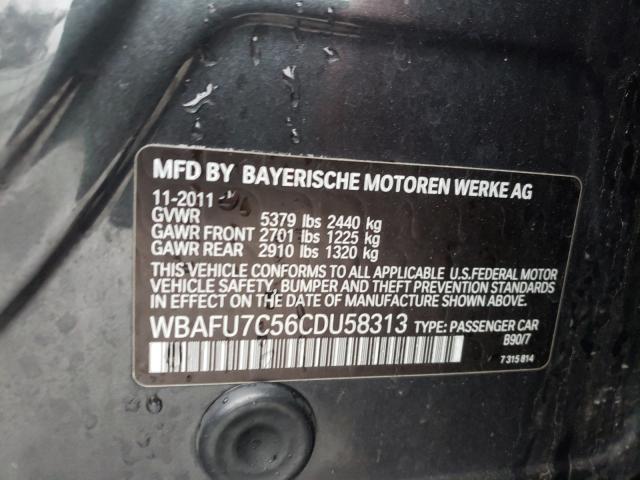 MFD BY BAYERISCHE MOTOREN WERKE AG
11-2011
GVWR 5379 lbs 2440 kg
GAWR FRONT 2701 lbs 1225 kg
GAWR REAR 2910 lbs 1320 kg
THIS VEHICLE CONFORMS TO ALL APPLICABLE U.S.FEDERAL MOTOR
VEHICLE SAFETY, BUMPER AND THEFT PREVENTION STANDARDS
IN EFFECT ON THE DATE OF MANUFACTURE SHOWN ABOVE.
WBAFU7C56CDU58313 TYPE: PASSENGER CAR
B90/7
7 315 814